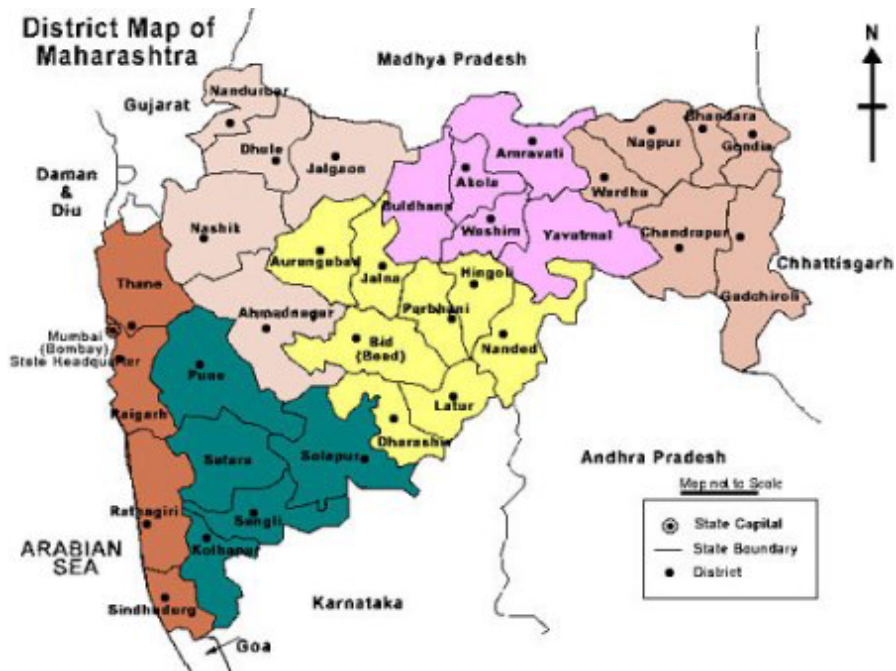 District Map of
Maharashtra
Madhya Pradesh
N
Gujarat
Nandurbar
Bhandara
Nagpur
Gondia
Dhule
Jalgaon
Amravati
Daman
&
Diu
Akola
Wardha
Buldhana
Nashik
Washim
Yavatmal
Chandrapur
Aurangabad
Jalna
Hingoli
Chhattisgarh
Thane
Gadchiroli
Ahmadnagar
Parbhani
Mumbai
(Bombay)
State Headquarter
Bid
(Beed)
Nanded
Pune
Raigarh
Latur
Dharashiv
Satara
Solapur
Andhra Pradesh
Map not to Scale
Ratnagiri
Sangli
State Capital
ARABIAN
SEA
Kolhapur
State Boundary
District
Sindhudurg
Karnataka
Goa